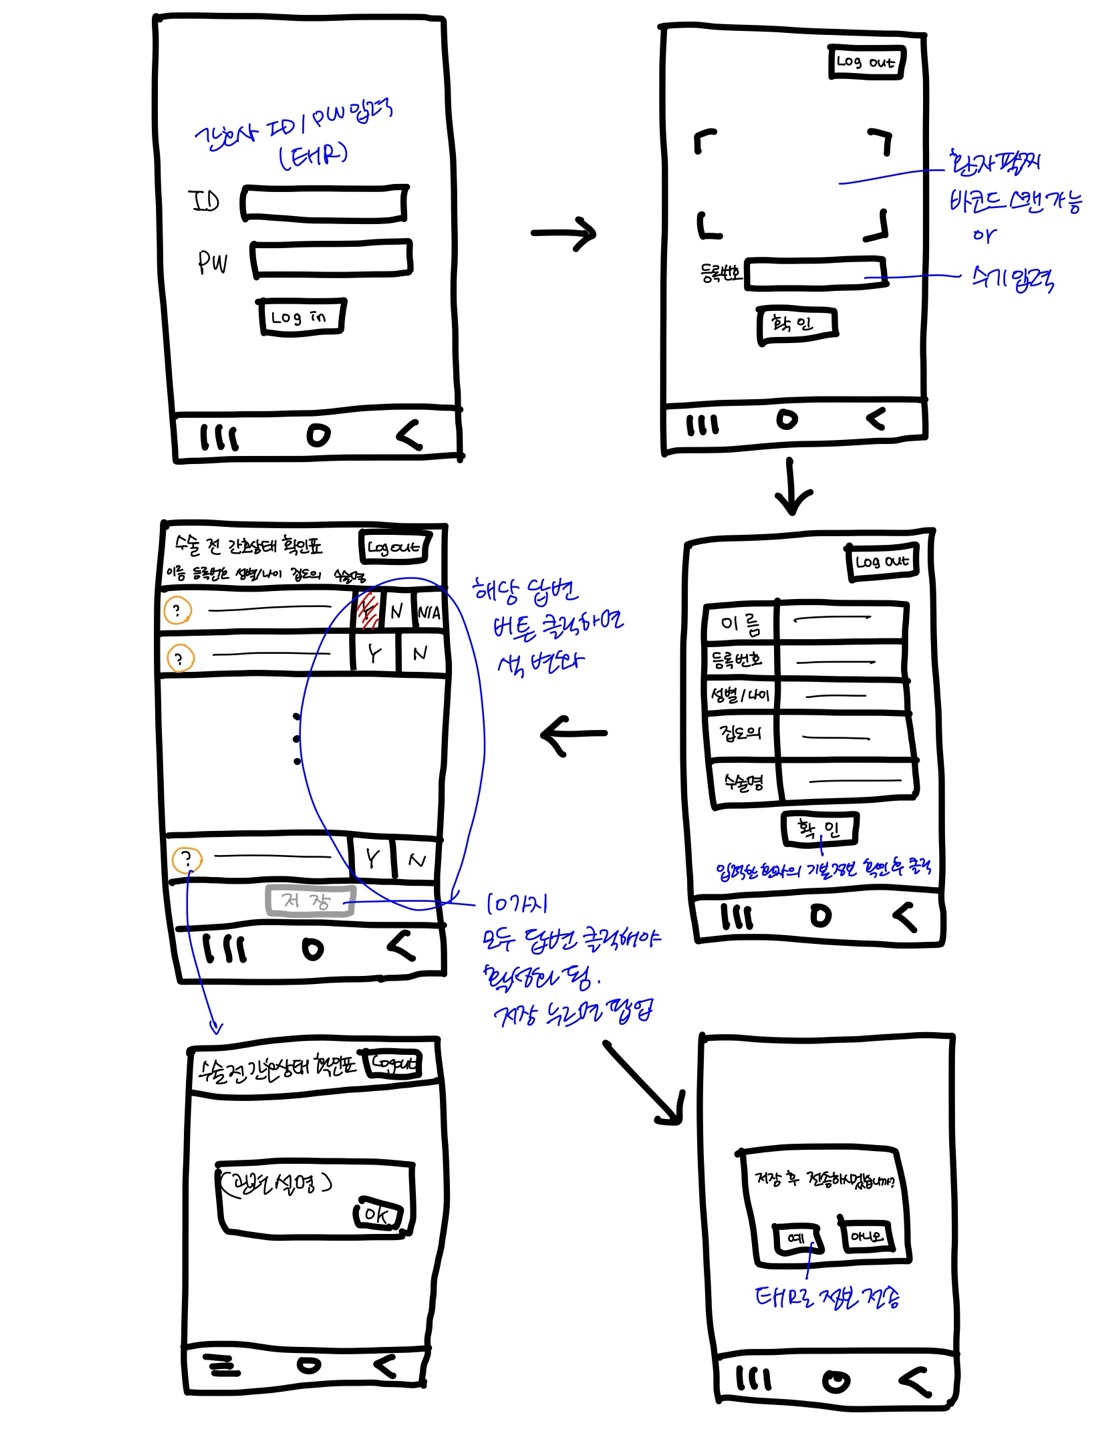 간호사 ID/PW입력
(EHR)
ID
PW
Log in
Log out
환자팔찌
바코드 스캔가능
or
등록번호
수기입력
확인
Log out
이름
등록번호
성별/나이
집도의
수술명
확인
입력한 환자의 기본정보 확인 후 클릭
수술 전 간호상태 확인표
Log out
이름 등록번호 성별/나이 집도의 수술명
? Y N N/A
? Y N
? Y N
저장
해당 답변
버튼 클릭하면
색 변화
10가지
모두 답변 클릭해야
활성화 됨.
저장 누르면 팝업
수술 전 간호상태 확인표
Logout
(관련 설명)
OK
저장 후 전송하시겠습니까?
예
아니오
EHR로 정보 전송